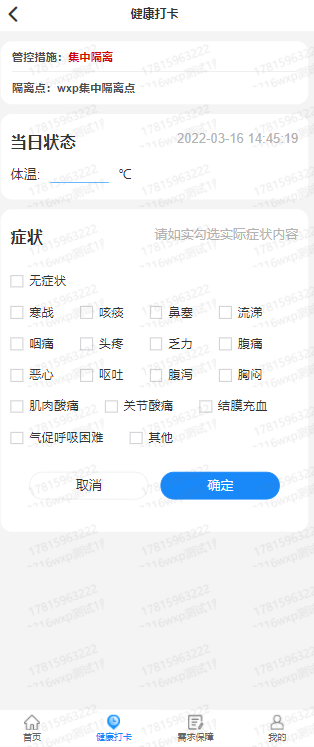 健康打卡
管控措施：集中隔离
隔离点：wxp集中隔离点
当日状态 2022-03-16 14:45:19
体温： ℃
症状 请如实勾选实际症状内容
无症状
寒战 咳痰 鼻塞 流涕
咽痛 头疼 乏力 腹痛
恶心 呕吐 腹泻 胸闷
肌肉酸痛 关节酸痛 结膜充血
气促呼吸困难 其他
取消 确定
17815963222
首页 健康打卡 需求保障 我的